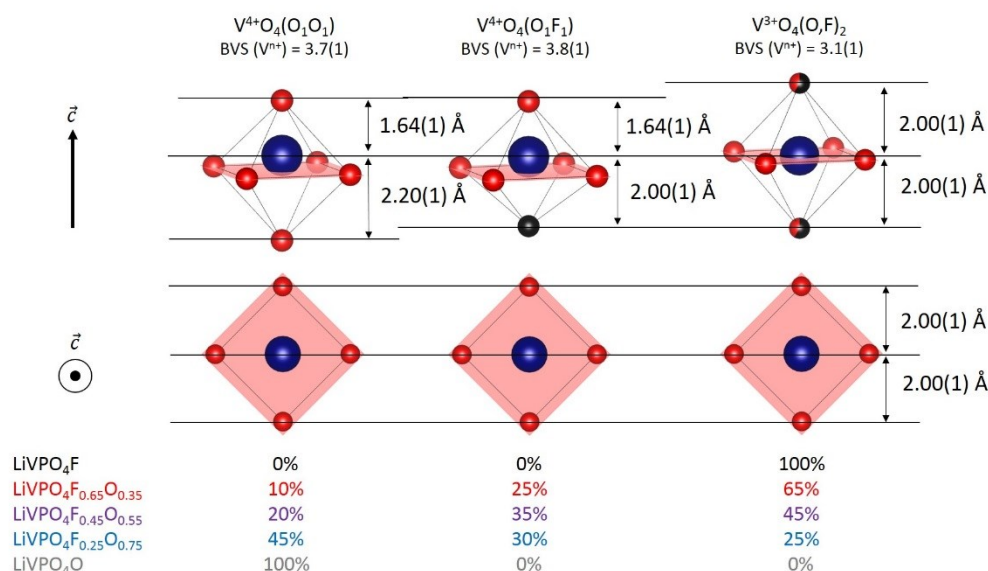 V⁴⁺O₄(O₁O₁) V⁴⁺O₄(O₁F₁) V³⁺O₄(O,F)₂
BVS (Vⁿ⁺) = 3.7(1) BVS (Vⁿ⁺) = 3.8(1) BVS (Vⁿ⁺) = 3.1(1)
c⃗
1.64(1) Å 1.64(1) Å 2.00(1) Å
2.20(1) Å 2.00(1) Å 2.00(1) Å
c⃗
2.00(1) Å
2.00(1) Å
LiVPO₄F 0% 0% 100%
LiVPO₄F₀.₆₅O₀.₃₅ 10% 25% 65%
LiVPO₄F₀.₄₅O₀.₅₅ 20% 35% 45%
LiVPO₄F₀.₂₅O₀.₇₅ 45% 30% 25%
LiVPO₄O 100% 0% 0%